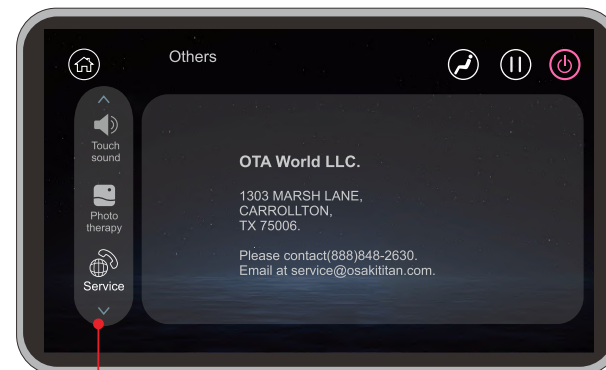 Others
Touch
sound
Photo
therapy
Service
OTA World LLC.
1303 MARSH LANE,
CARROLLTON,
TX 75006.
Please contact(888)848-2630.
Email at service@osakititan.com.